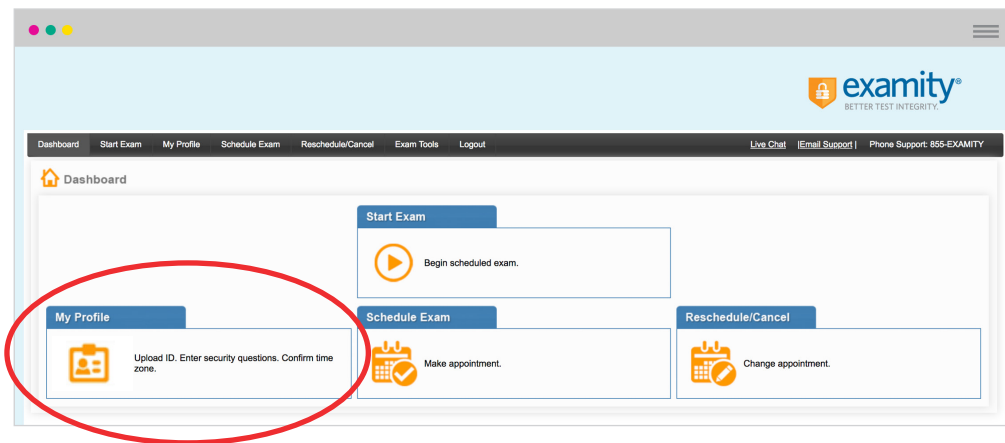 examity®
BETTER TEST INTEGRITY.
Dashboard Start Exam My Profile Schedule Exam Reschedule/Cancel Exam Tools Logout Live Chat |Email Support| Phone Support: 855-EXAMITY
Dashboard
Start Exam
Begin scheduled exam.
My Profile
Upload ID. Enter security questions. Confirm time
zone.
Schedule Exam
Make appointment.
Reschedule/Cancel
Change appointment.